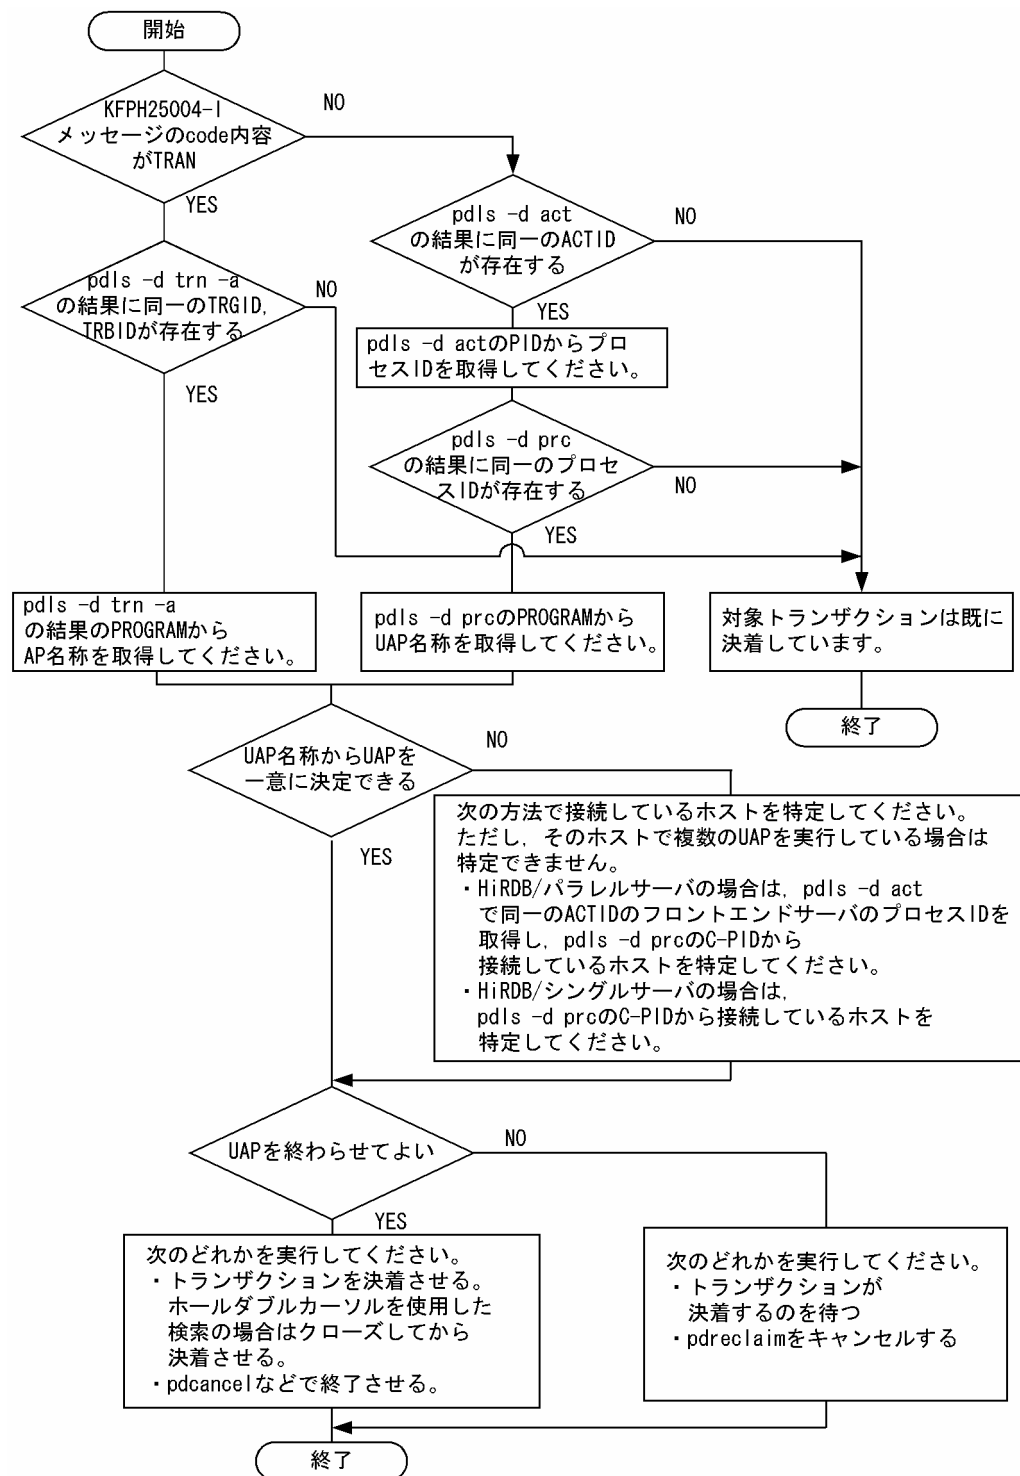 開始
KFPH25004-I
メッセージのcode内容
がTRAN
NO
YES
pdls -d act
の結果に同一のACTID
が存在する
NO
YES
pdls -d trn -a
の結果に同一のTRGID,
TRBIDが存在する
NO
YES
pdls -d actのPIDからプロ
セスIDを取得してください。
pdls -d prc
の結果に同一のプロセ
スIDが存在する
NO
YES
pdls -d trn -a
の結果のPROGRAMから
AP名称を取得してください。
pdls -d prcのPROGRAMから
UAP名称を取得してください。
対象トランザクションは既に
決着しています。
終了
UAP名称からUAPを
一意に決定できる
NO
YES
次の方法で接続しているホストを特定してください。
ただし，そのホストで複数のUAPを実行している場合は
特定できません。
・HiRDB/パラレルサーバの場合は，pdls -d act
で同一のACTIDのフロントエンドサーバのプロセスIDを
取得し，pdls -d prcのC-PIDから
接続しているホストを特定してください。
・HiRDB/シングルサーバの場合は，
pdls -d prcのC-PIDから接続しているホストを
特定してください。
UAPを終わらせてよい
NO
YES
次のどれかを実行してください。
・トランザクションを決着させる。
ホールダブルカーソルを使用した
検索の場合はクローズしてから
決着させる。
・pdcancelなどで終了させる。
次のどれかを実行してください。
・トランザクションが
決着するのを待つ
・pdreclaimをキャンセルする
終了